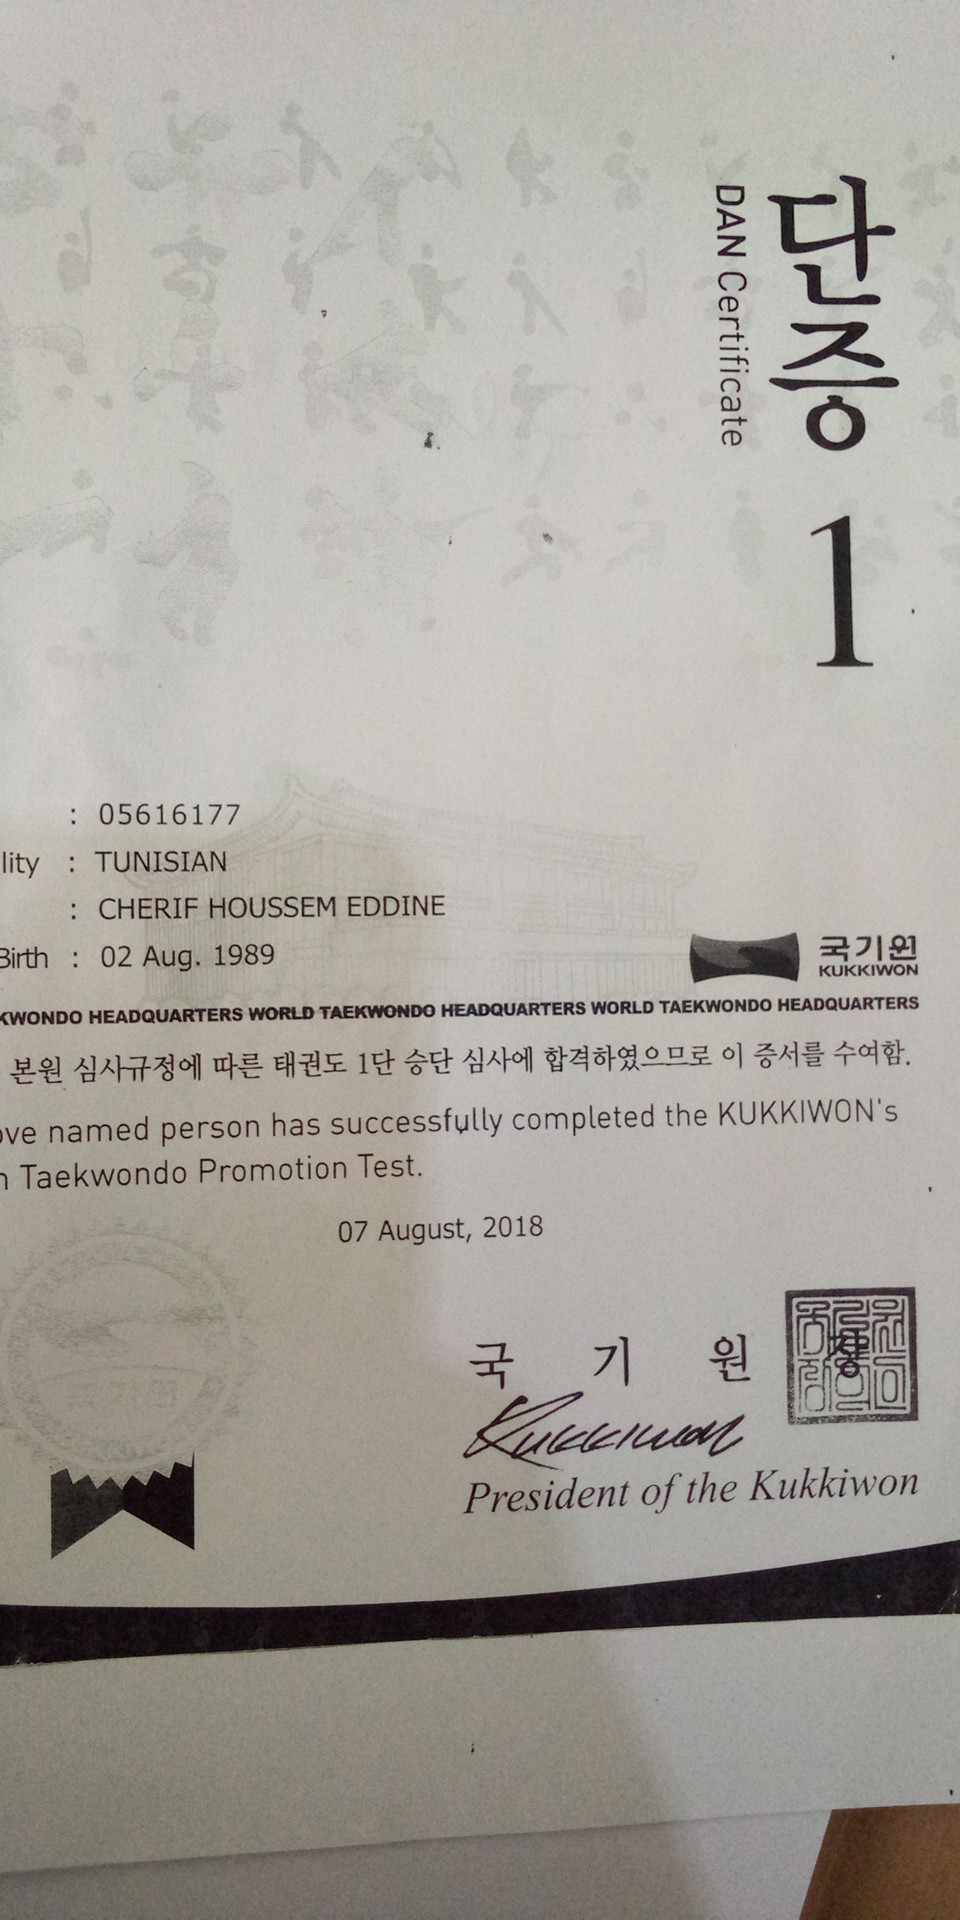 단증
DAN Certificate
1
: 05616177
lity : TUNISIAN
: CHERIF HOUSSEM EDDINE
Birth : 02 Aug. 1989
국기원
KUKKIWON
KWONDO HEADQUARTERS WORLD TAEKWONDO HEADQUARTERS WORLD TAEKWONDO HEADQUARTERS
본원 심사규정에 따른 태권도 1단 승단 심사에 합격하였으므로 이 증서를 수여함.
ove named person has successfully completed the KUKKIWON's
n Taekwondo Promotion Test.
07 August, 2018
국 기 원 장
Kukkiwon
President of the Kukkiwon